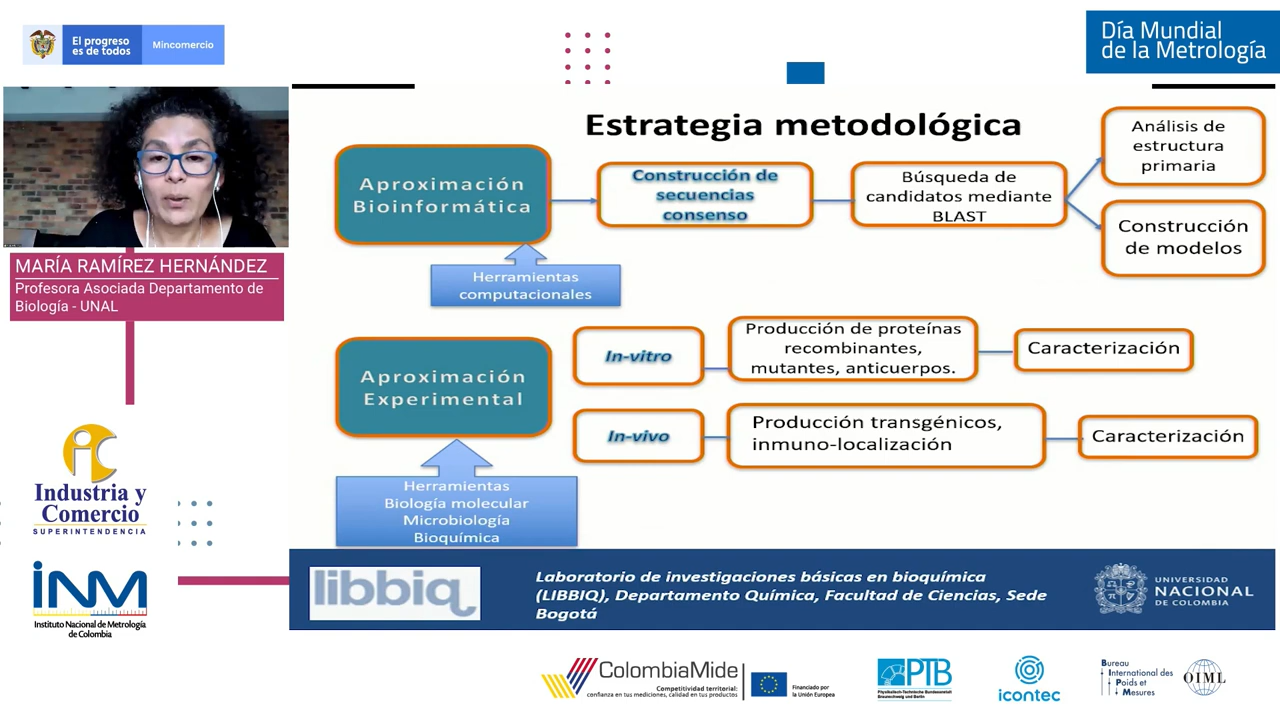 El progreso
es de todos
Mincomercio
Día Mundial
de la Metrología
MARÍA RAMÍREZ HERNÁNDEZ
Profesora Asociada Departamento de
Biología - UNAL
Estrategia metodológica
Aproximación
Bioinformática
Construcción de
secuencias
consenso
Búsqueda de
candidatos mediante
BLAST
Análisis de
estructura
primaria
Construcción
de modelos
Herramientas
computacionales
Aproximación
Experimental
In-vitro
Producción de proteínas
recombinantes,
mutantes, anticuerpos.
Caracterización
In-vivo
Producción transgénicos,
inmuno-localización
Caracterización
Herramientas
Biología molecular
Microbiología
Bioquímica
Industria y
Comercio
SUPERINTENDENCIA
iNM
Instituto Nacional de Metrología
de Colombia
libbiq
Laboratorio de investigaciones básicas en bioquímica
(LIBBIQ), Departamento Química, Facultad de Ciencias, Sede
Bogotá
UNIVERSIDAD
NACIONAL
DE COLOMBIA
ColombiaMide
Competitividad territorial:
confianza en tus mediciones, calidad en tus productos
Financiado por
la Unión Europea
PTB
Physikalisch-Technische Bundesanstalt
Braunschweig und Berlin
icontec
Bureau
International des
Poids et
Mesures
OIML